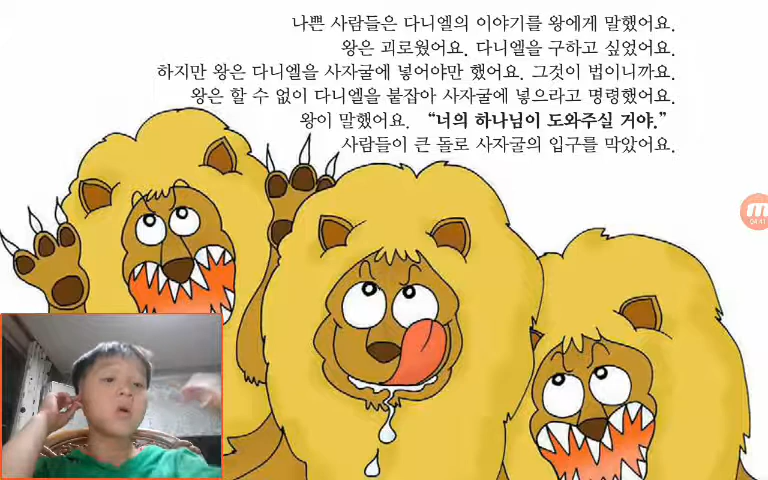 나쁜 사람들은 다니엘의 이야기를 왕에게 말했어요.
왕은 괴로웠어요. 다니엘을 구하고 싶었어요.
하지만 왕은 다니엘을 사자굴에 넣어야만 했어요. 그것이 법이니까요.
왕은 할 수 없이 다니엘을 붙잡아 사자굴에 넣으라고 명령했어요.
왕이 말했어요. “너의 하나님이 도와주실 거야.”
사람들이 큰 돌로 사자굴의 입구를 막았어요.